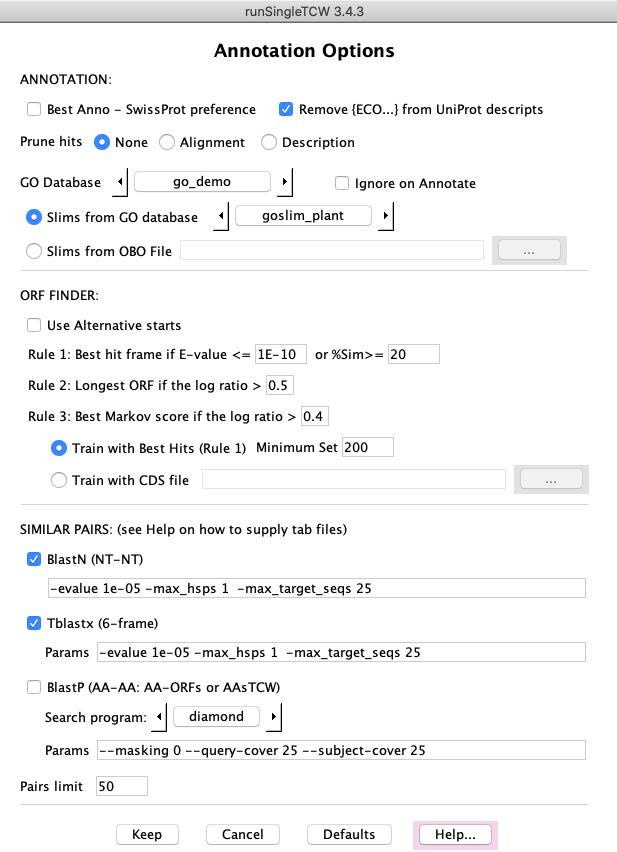 runSingleTCW 3.4.3
Annotation Options
ANNOTATION:
Best Anno - SwissProt preference Remove {ECO...} from UniProt descripts
Prune hits None Alignment Description
GO Database go_demo Ignore on Annotate
Slims from GO database goslim_plant
Slims from OBO File ...
ORF FINDER:
Use Alternative starts
Rule 1: Best hit frame if E-value <= 1E-10 or %Sim>= 20
Rule 2: Longest ORF if the log ratio > 0.5
Rule 3: Best Markov score if the log ratio > 0.4
Train with Best Hits (Rule 1) Minimum Set 200
Train with CDS file ...
SIMILAR PAIRS: (see Help on how to supply tab files)
BlastN (NT-NT)
-evalue 1e-05 -max_hsps 1  -max_target_seqs 25
Tblastx (6-frame)
Params -evalue 1e-05 -max_hsps 1  -max_target_seqs 25
BlastP (AA-AA: AA-ORFs or AAsTCW)
Search program: diamond
Params --masking 0 --query-cover 25 --subject-cover 25
Pairs limit 50
Keep Cancel Defaults Help...